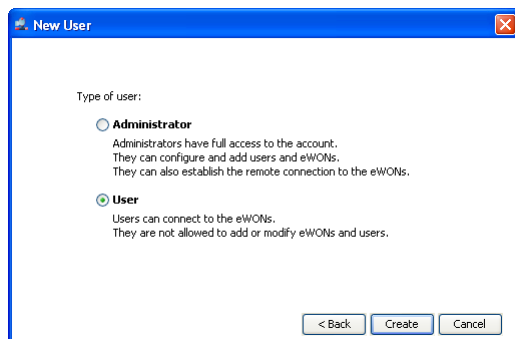 New User
Type of user:
Administrator
Administrators have full access to the account.
They can configure and add users and eWONs.
They can also establish the remote connection to the eWONs.
User
Users can connect to the eWONs.
They are not allowed to add or modify eWONs and users.
< Back Create Cancel